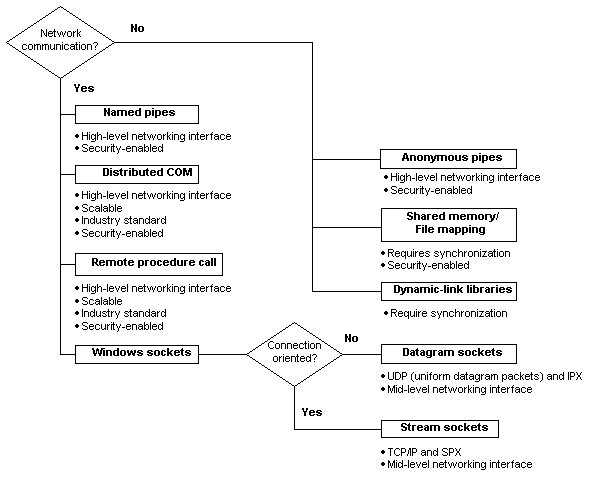 Network
communication?
No
Yes
Named pipes
• High-level networking interface
• Security-enabled
Distributed COM
• High-level networking interface
• Scalable
• Industry standard
• Security-enabled
Remote procedure call
• High-level networking interface
• Scalable
• Industry standard
• Security-enabled
Windows sockets
Anonymous pipes
• High-level networking interface
• Security-enabled
Shared memory/
File mapping
• Requires synchronization
• Security-enabled
Dynamic-link libraries
• Require synchronization
Connection
oriented?
No
Yes
Datagram sockets
• UDP (uniform datagram packets) and IPX
• Mid-level networking interface
Stream sockets
• TCP/IP and SPX
• Mid-level networking interface